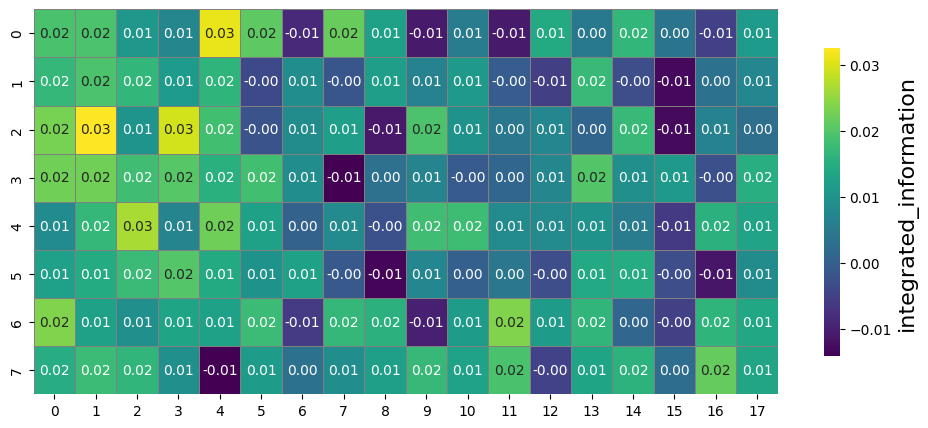 0 0.02 0.02 0.01 0.01 0.03 0.02 -0.01 0.02 0.01 -0.01 0.01 -0.01 0.01 0.00 0.02 0.00 -0.01 0.01
1 0.02 0.02 0.02 0.01 0.02 -0.00 0.01 -0.00 0.01 0.01 0.01 -0.00 -0.01 0.02 -0.00 -0.01 0.00 0.01
2 0.02 0.03 0.01 0.03 0.02 -0.00 0.01 0.01 -0.01 0.02 0.01 0.00 0.01 0.00 0.02 -0.01 0.01 0.00
3 0.02 0.02 0.02 0.02 0.02 0.02 0.01 -0.01 0.00 0.01 -0.00 0.00 0.01 0.02 0.01 0.01 -0.00 0.02
4 0.01 0.02 0.03 0.01 0.02 0.01 0.00 0.01 -0.00 0.02 0.02 0.01 0.01 0.01 0.01 -0.01 0.02 0.01
5 0.01 0.01 0.02 0.02 0.01 0.01 0.01 -0.00 -0.01 0.01 0.00 0.00 -0.00 0.01 0.01 -0.00 -0.01 0.01
6 0.02 0.01 0.01 0.01 0.01 0.02 -0.01 0.02 0.02 -0.01 0.01 0.02 0.01 0.02 0.00 -0.00 0.02 0.01
7 0.02 0.02 0.02 0.01 -0.01 0.01 0.00 0.01 0.01 0.02 0.01 0.02 -0.00 0.01 0.02 0.00 0.02 0.01
0 1 2 3 4 5 6 7 8 9 10 11 12 13 14 15 16 17
0.03
0.02
0.01
0.00
−0.01
integrated_information